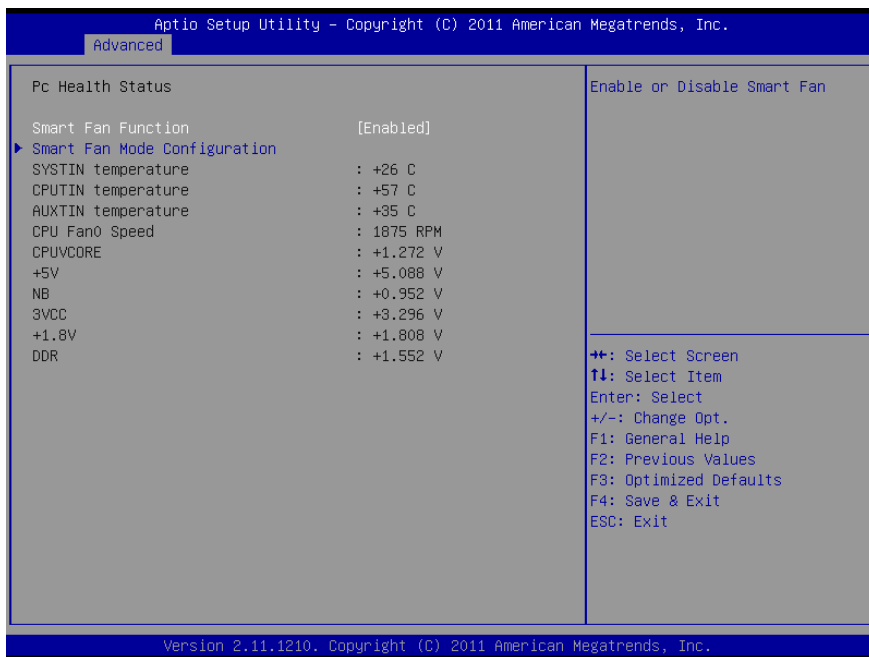 Aptio Setup Utility – Copyright (C) 2011 American Megatrends, Inc.
Advanced
Pc Health Status
Smart Fan Function [Enabled]
Smart Fan Mode Configuration
SYSTIN temperature : +26 C
CPUTIN temperature : +57 C
AUXTIN temperature : +35 C
CPU Fan0 Speed : 1875 RPM
CPUVCORE : +1.272 V
+5V : +5.088 V
NB : +0.952 V
3VCC : +3.296 V
+1.8V : +1.808 V
DDR : +1.552 V
Enable or Disable Smart Fan
→←: Select Screen
↑↓: Select Item
Enter: Select
+/-: Change Opt.
F1: General Help
F2: Previous Values
F3: Optimized Defaults
F4: Save & Exit
ESC: Exit
Version 2.11.1210. Copyright (C) 2011 American Megatrends, Inc.